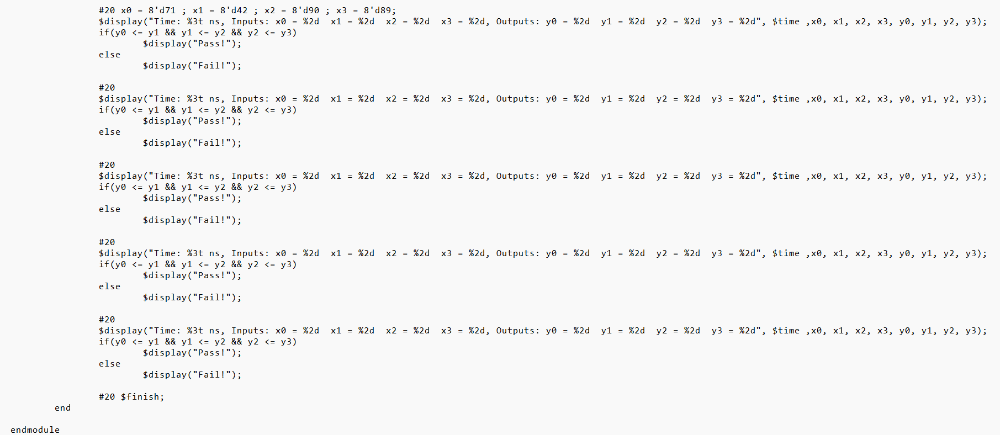 #20 x0 = 8'd71 ; x1 = 8'd42 ; x2 = 8'd90 ; x3 = 8'd89;
$display("Time: %3t ns, Inputs: x0 = %2d  x1 = %2d  x2 = %2d  x3 = %2d, Outputs: y0 = %2d  y1 = %2d  y2 = %2d  y3 = %2d", $time ,x0, x1, x2, x3, y0, y1, y2, y3);
if(y0 <= y1 && y1 <= y2 && y2 <= y3)
$display("Pass!");
else
$display("Fail!");
#20
$display("Time: %3t ns, Inputs: x0 = %2d  x1 = %2d  x2 = %2d  x3 = %2d, Outputs: y0 = %2d  y1 = %2d  y2 = %2d  y3 = %2d", $time ,x0, x1, x2, x3, y0, y1, y2, y3);
if(y0 <= y1 && y1 <= y2 && y2 <= y3)
$display("Pass!");
else
$display("Fail!");
#20
$display("Time: %3t ns, Inputs: x0 = %2d  x1 = %2d  x2 = %2d  x3 = %2d, Outputs: y0 = %2d  y1 = %2d  y2 = %2d  y3 = %2d", $time ,x0, x1, x2, x3, y0, y1, y2, y3);
if(y0 <= y1 && y1 <= y2 && y2 <= y3)
$display("Pass!");
else
$display("Fail!");
#20
$display("Time: %3t ns, Inputs: x0 = %2d  x1 = %2d  x2 = %2d  x3 = %2d, Outputs: y0 = %2d  y1 = %2d  y2 = %2d  y3 = %2d", $time ,x0, x1, x2, x3, y0, y1, y2, y3);
if(y0 <= y1 && y1 <= y2 && y2 <= y3)
$display("Pass!");
else
$display("Fail!");
#20
$display("Time: %3t ns, Inputs: x0 = %2d  x1 = %2d  x2 = %2d  x3 = %2d, Outputs: y0 = %2d  y1 = %2d  y2 = %2d  y3 = %2d", $time ,x0, x1, x2, x3, y0, y1, y2, y3);
if(y0 <= y1 && y1 <= y2 && y2 <= y3)
$display("Pass!");
else
$display("Fail!");
#20 $finish;
end
endmodule